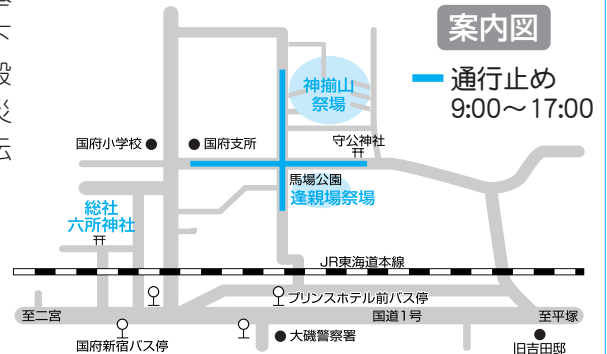 案内図
通行止め
9:00～17:00
神揃山
祭場
国府小学校
国府支所
守公神社
馬場公園
逢親場祭場
総社
六所神社
JR東海道本線
プリンスホテル前バス停
至二宮
国道1号
至平塚
国府新宿バス停
大磯警察署
旧吉田邸